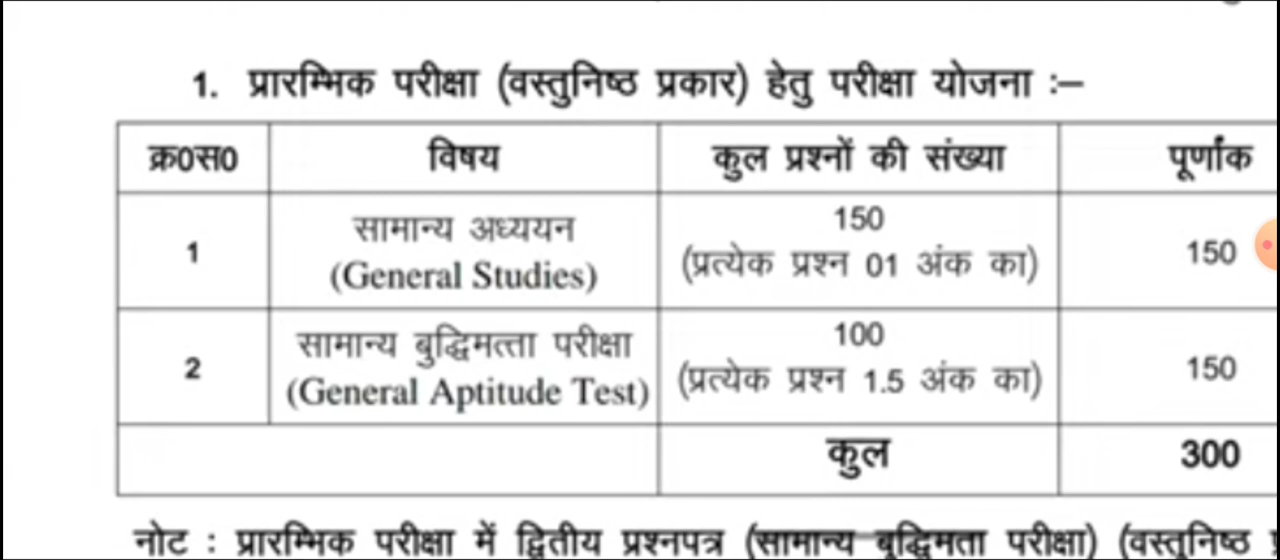 1. प्रारम्भिक परीक्षा (वस्तुनिष्ठ प्रकार) हेतु परीक्षा योजना :–
क्र0स0 विषय कुल प्रश्नों की संख्या पूर्णांक
1 सामान्य अध्ययन (General Studies) 150 (प्रत्येक प्रश्न 01 अंक का) 150
2 सामान्य बुद्धिमत्ता परीक्षा (General Aptitude Test) 100 (प्रत्येक प्रश्न 1.5 अंक का) 150
कुल 300
नोट : प्रारम्भिक परीक्षा में द्वितीय प्रश्नपत्र (सामान्य बुद्धिमता परीक्षा) (वस्तुनिष्ठ